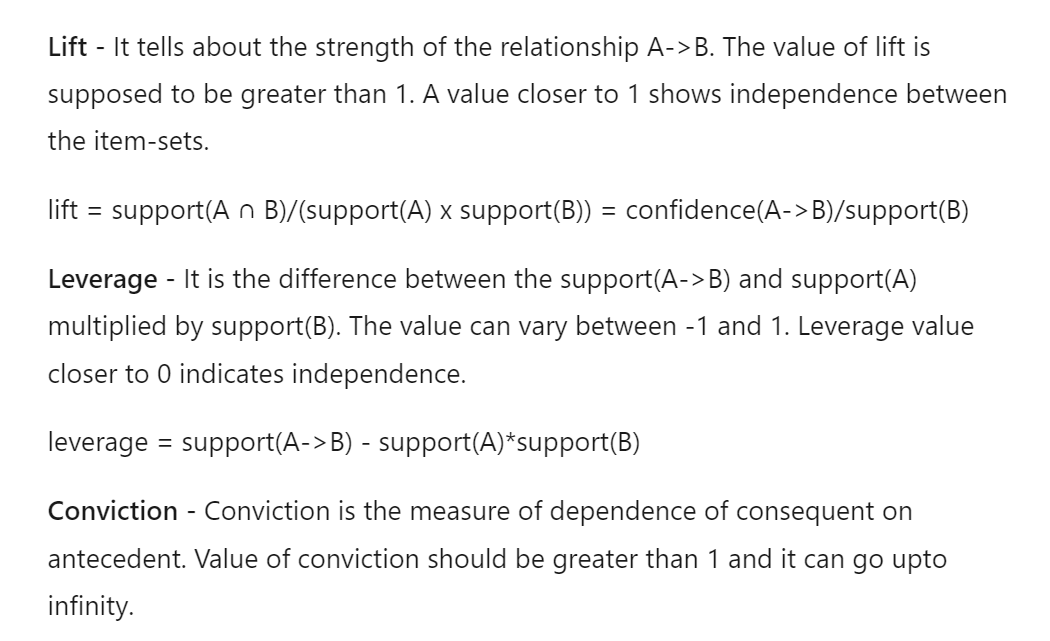 Lift - It tells about the strength of the relationship A->B. The value of lift is
supposed to be greater than 1. A value closer to 1 shows independence between
the item-sets.
lift = support(A ∩ B)/(support(A) x support(B)) = confidence(A->B)/support(B)
Leverage - It is the difference between the support(A->B) and support(A)
multiplied by support(B). The value can vary between -1 and 1. Leverage value
closer to 0 indicates independence.
leverage = support(A->B) - support(A)*support(B)
Conviction - Conviction is the measure of dependence of consequent on
antecedent. Value of conviction should be greater than 1 and it can go upto
infinity.